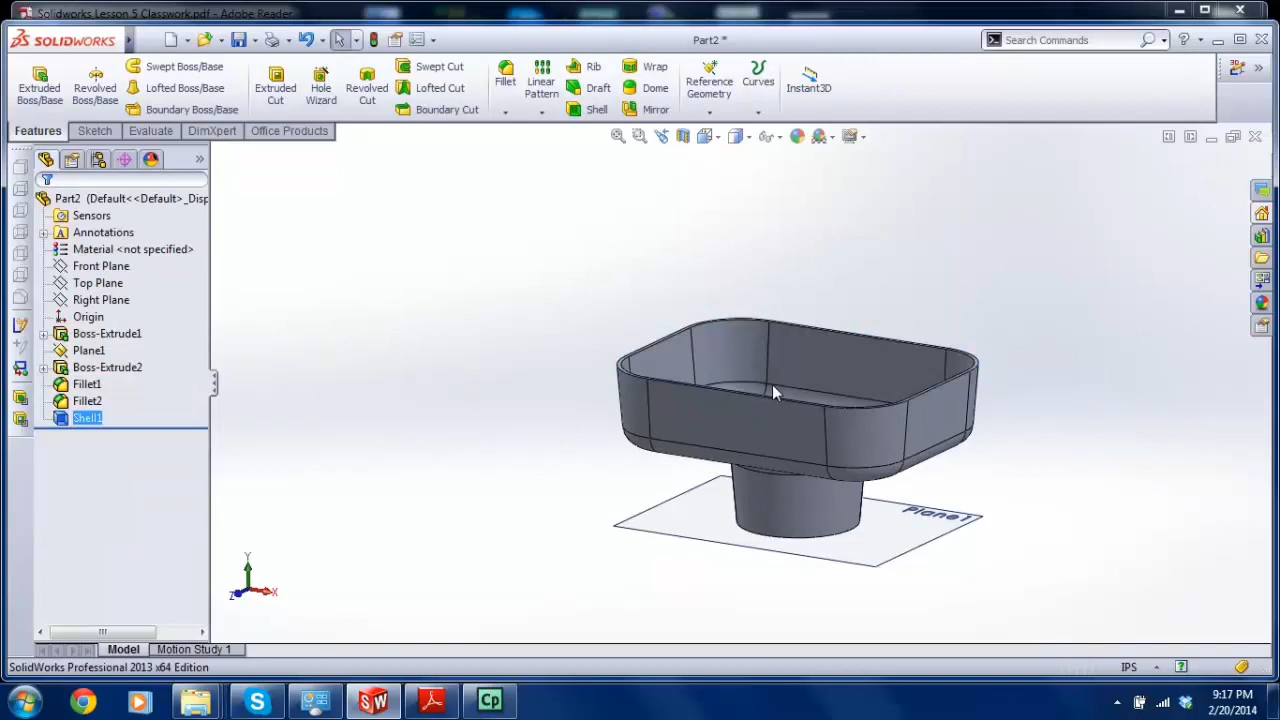 Solidworks Lesson 5 Classwork.pdf - Adobe Reader
SOLIDWORKS
Part2 *
Search Commands
Extruded Boss/Base
Revolved Boss/Base
Swept Boss/Base
Lofted Boss/Base
Boundary Boss/Base
Extruded Cut
Hole Wizard
Revolved Cut
Swept Cut
Lofted Cut
Boundary Cut
Fillet
Linear Pattern
Rib
Draft
Shell
Wrap
Dome
Mirror
Reference Geometry
Curves
Instant3D
Features
Sketch
Evaluate
DimXpert
Office Products
Part2 (Default<<Default>_Disp
Sensors
Annotations
Material <not specified>
Front Plane
Top Plane
Right Plane
Origin
Boss-Extrude1
Plane1
Boss-Extrude2
Fillet1
Fillet2
Shell1
Plane1
Y
Z
X
Model
Motion Study 1
SolidWorks Professional 2013 x64 Edition
IPS
SW
Cp
9:17 PM
2/20/2014